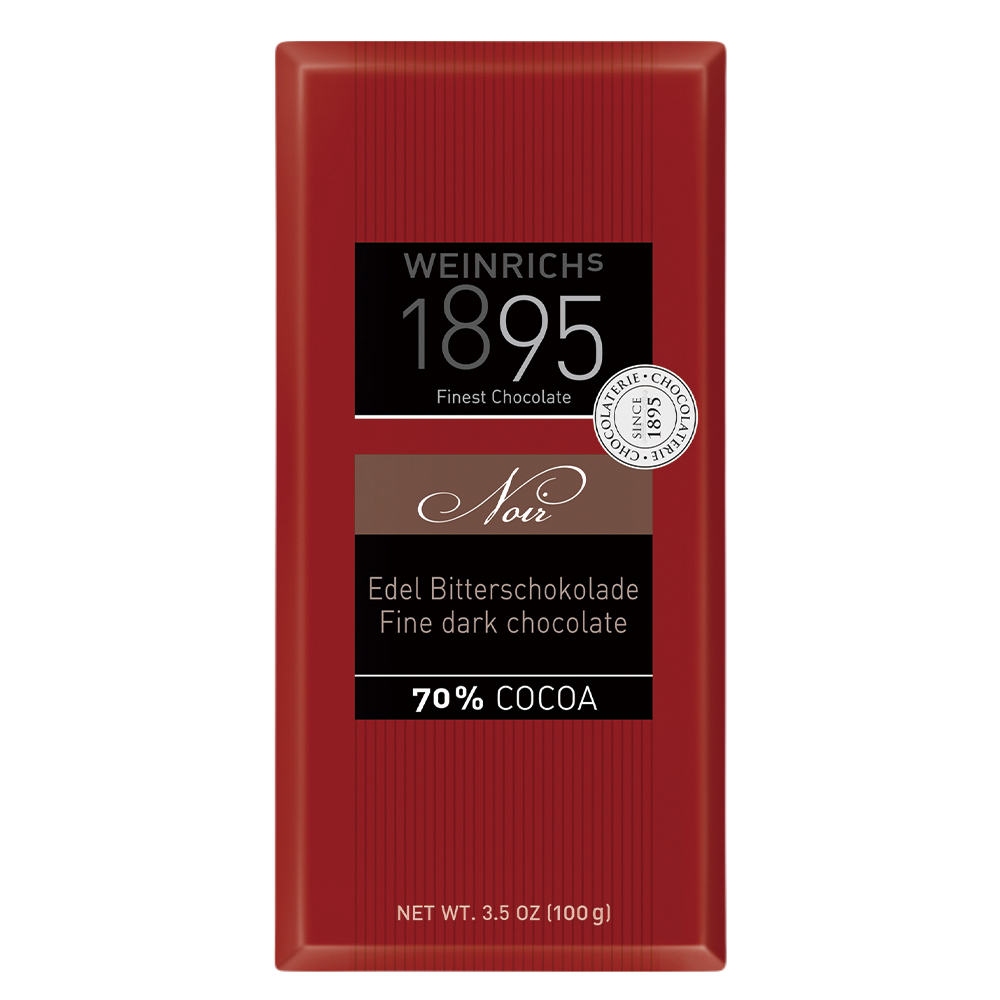 WEINRICHS
1895
Finest Chocolate
CHOCOLATERIE • CHOCOLATERIE •
SINCE
1895
Noir
Edel Bitterschokolade
Fine dark chocolate
70% COCOA
NET WT. 3.5 OZ (100 g)